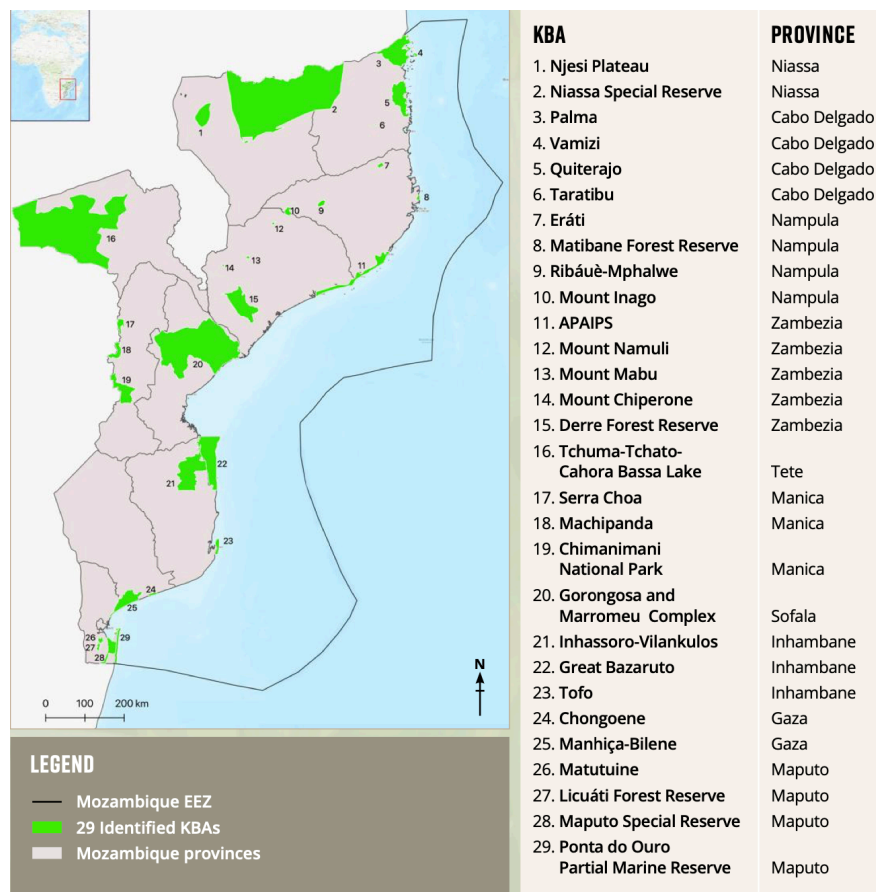 4
3
2
5
1
6
7
8
10
9
12
16
13
11
14
15
17
18
20
19
22
21
23
24
25
26
29
27
28
N
0 100 200 km
LEGEND
Mozambique EEZ
29 Identified KBAs
Mozambique provinces
KBA PROVINCE
1. Njesi Plateau Niassa
2. Niassa Special Reserve Niassa
3. Palma Cabo Delgado
4. Vamizi Cabo Delgado
5. Quiterajo Cabo Delgado
6. Taratibu Cabo Delgado
7. Eráti Nampula
8. Matibane Forest Reserve Nampula
9. Ribáuè-Mphalwe Nampula
10. Mount Inago Nampula
11. APAIPS Zambezia
12. Mount Namuli Zambezia
13. Mount Mabu Zambezia
14. Mount Chiperone Zambezia
15. Derre Forest Reserve Zambezia
16. Tchuma-Tchato-
Cahora Bassa Lake Tete
17. Serra Choa Manica
18. Machipanda Manica
19. Chimanimani
National Park Manica
20. Gorongosa and
Marromeu Complex Sofala
21. Inhassoro-Vilankulos Inhambane
22. Great Bazaruto Inhambane
23. Tofo Inhambane
24. Chongoene Gaza
25. Manhiça-Bilene Gaza
26. Matutuine Maputo
27. Licuáti Forest Reserve Maputo
28. Maputo Special Reserve Maputo
29. Ponta do Ouro
Partial Marine Reserve Maputo